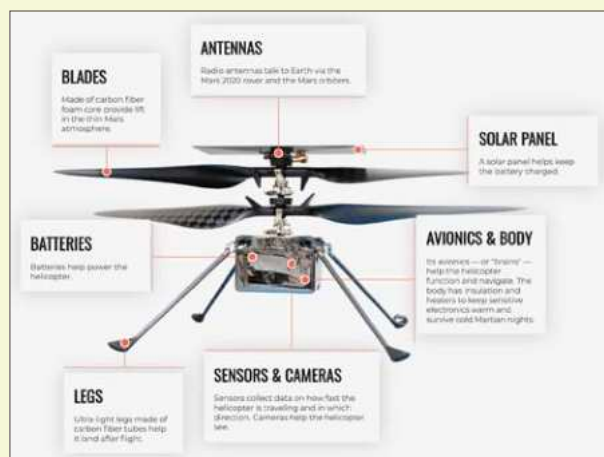 ANTENNAS
Radio antennas talk to Earth via the
Mars 2020 rover and the Mars orbiters.
BLADES
Made of carbon fiber
foam core provide lift
in the thin Mars
atmosphere.
SOLAR PANEL
A solar panel helps keep
the battery charged.
BATTERIES
Batteries help power the
helicopter.
AVIONICS & BODY
Its avionics — or "brains" —
help the helicopter
function and navigate. The
body has insulation and
heaters to keep sensitive
electronics warm and
survive cold Martian nights.
SENSORS & CAMERAS
Sensors collect data on how fast the
helicopter is traveling and in which
direction. Cameras help the helicopter
see.
LEGS
Ultra-light legs made of
carbon fiber tubes help
it land after flight.